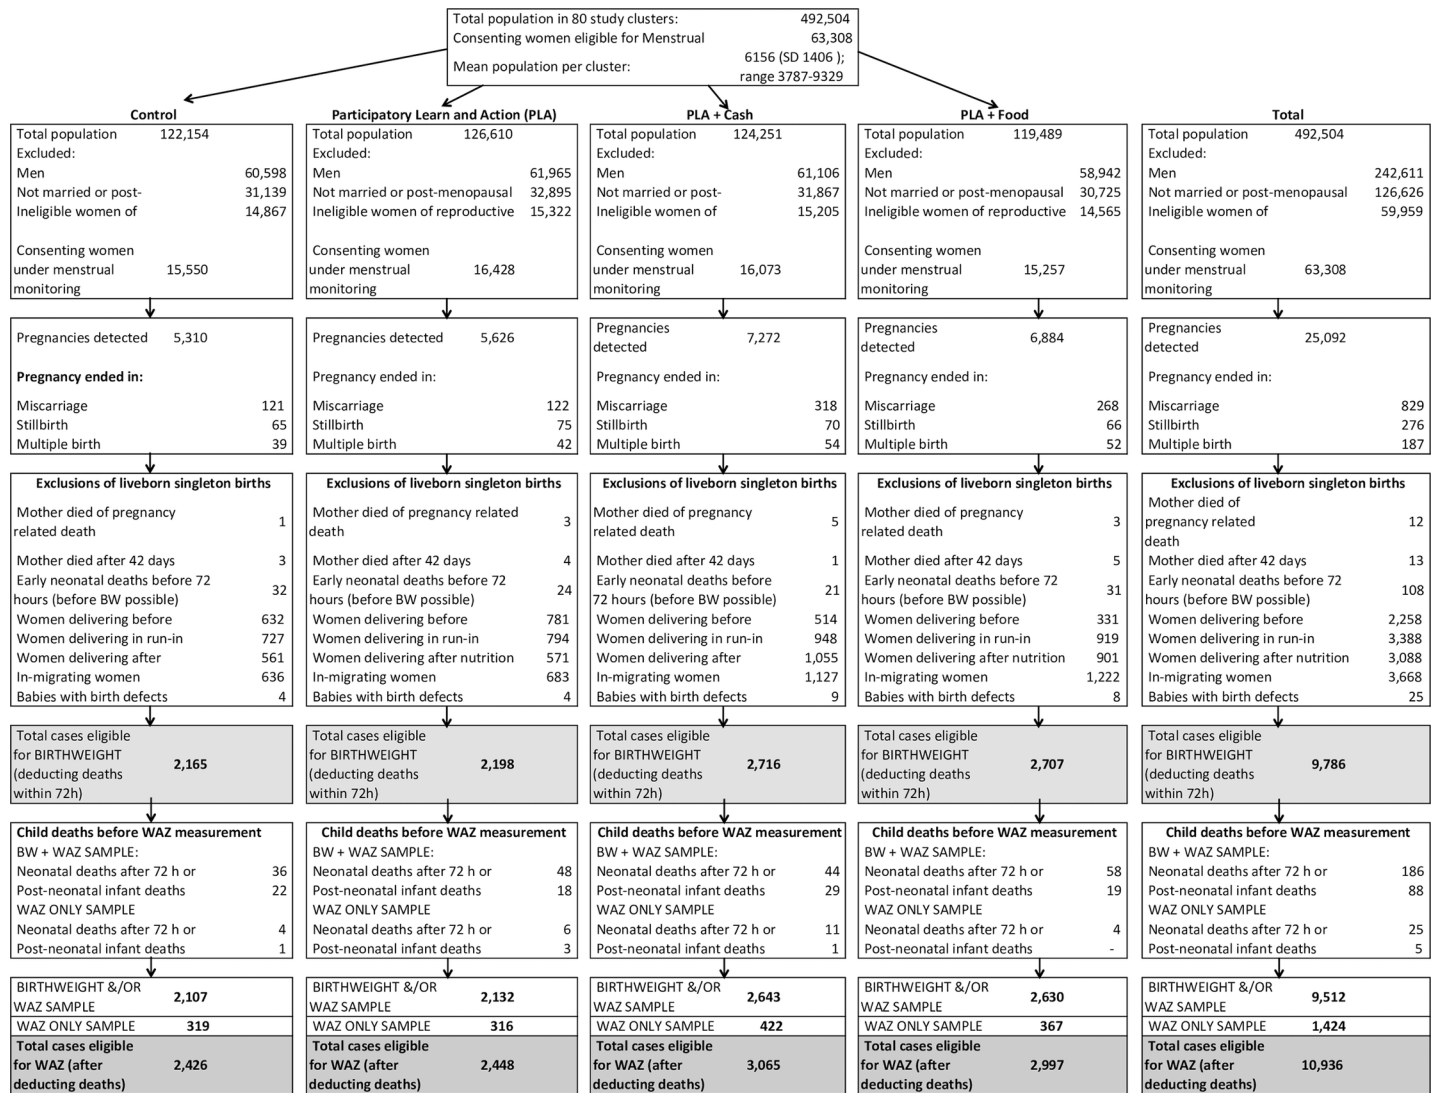 Total population in 80 study clusters: 492,504
Consenting women eligible for Menstrual 63,308
Mean population per cluster: 6156 (SD 1406 ); range 3787-9329
Control
Total population 122,154
Excluded:
Men 60,598
Not married or post- 31,139
Ineligible women of 14,867
Consenting women
under menstrual 15,550
monitoring
Pregnancies detected 5,310
Pregnancy ended in:
Miscarriage 121
Stillbirth 65
Multiple birth 39
Exclusions of liveborn singleton births
Mother died of pregnancy
related death 1
Mother died after 42 days 3
Early neonatal deaths before 72
hours (before BW possible) 32
Women delivering before 632
Women delivering in run-in 727
Women delivering after 561
In-migrating women 636
Babies with birth defects 4
Total cases eligible
for BIRTHWEIGHT
(deducting deaths 2,165
within 72h)
Child deaths before WAZ measurement
BW + WAZ SAMPLE:
Neonatal deaths after 72 h or 36
Post-neonatal infant deaths 22
WAZ ONLY SAMPLE
Neonatal deaths after 72 h or 4
Post-neonatal infant deaths 1
BIRTHWEIGHT &/OR
WAZ SAMPLE 2,107
WAZ ONLY SAMPLE 319
Total cases eligible
for WAZ (after 2,426
deducting deaths)
Participatory Learn and Action (PLA)
Total population 126,610
Excluded:
Men 61,965
Not married or post-menopausal 32,895
Ineligible women of reproductive 15,322
Consenting women
under menstrual 16,428
monitoring
Pregnancies detected 5,626
Pregnancy ended in:
Miscarriage 122
Stillbirth 75
Multiple birth 42
Exclusions of liveborn singleton births
Mother died of pregnancy related
death 3
Mother died after 42 days 4
Early neonatal deaths before 72
hours (before BW possible) 24
Women delivering before 781
Women delivering in run-in 794
Women delivering after nutrition 571
In-migrating women 683
Babies with birth defects 4
Total cases eligible
for BIRTHWEIGHT
(deducting deaths 2,198
within 72h)
Child deaths before WAZ measurement
BW + WAZ SAMPLE:
Neonatal deaths after 72 h or 48
Post-neonatal infant deaths 18
WAZ ONLY SAMPLE
Neonatal deaths after 72 h or 6
Post-neonatal infant deaths 3
BIRTHWEIGHT &/OR
WAZ SAMPLE 2,132
WAZ ONLY SAMPLE 316
Total cases eligible
for WAZ (after 2,448
deducting deaths)
PLA + Cash
Total population 124,251
Excluded:
Men 61,106
Not married or post- 31,867
Ineligible women of 15,205
Consenting women
under menstrual 16,073
monitoring
Pregnancies
detected 7,272
Pregnancy ended in:
Miscarriage 318
Stillbirth 70
Multiple birth 54
Exclusions of liveborn singleton births
Mother died of pregnancy
related death 5
Mother died after 42 days 1
Early neonatal deaths before
72 hours (before BW possible) 21
Women delivering before 514
Women delivering in run-in 948
Women delivering after 1,055
In-migrating women 1,127
Babies with birth defects 9
Total cases eligible
for BIRTHWEIGHT
(deducting deaths 2,716
within 72h)
Child deaths before WAZ measurement
BW + WAZ SAMPLE:
Neonatal deaths after 72 h or 44
Post-neonatal infant deaths 29
WAZ ONLY SAMPLE
Neonatal deaths after 72 h or 11
Post-neonatal infant deaths 1
BIRTHWEIGHT &/OR
WAZ SAMPLE 2,643
WAZ ONLY SAMPLE 422
Total cases eligible
for WAZ (after 3,065
deducting deaths)
PLA + Food
Total population 119,489
Excluded:
Men 58,942
Not married or post-menopausal 30,725
Ineligible women of reproductive 14,565
Consenting women
under menstrual 15,257
monitoring
Pregnancies
detected 6,884
Pregnancy ended in:
Miscarriage 268
Stillbirth 66
Multiple birth 52
Exclusions of liveborn singleton births
Mother died of pregnancy
related death 3
Mother died after 42 days 5
Early neonatal deaths before 72
hours (before BW possible) 31
Women delivering before 331
Women delivering in run-in 919
Women delivering after nutrition 901
In-migrating women 1,222
Babies with birth defects 8
Total cases eligible
for BIRTHWEIGHT
(deducting deaths 2,707
within 72h)
Child deaths before WAZ measurement
BW + WAZ SAMPLE:
Neonatal deaths after 72 h or 58
Post-neonatal infant deaths 19
WAZ ONLY SAMPLE
Neonatal deaths after 72 h or 4
Post-neonatal infant deaths -
BIRTHWEIGHT &/OR
WAZ SAMPLE 2,630
WAZ ONLY SAMPLE 367
Total cases eligible
for WAZ (after 2,997
deducting deaths)
Total
Total population 492,504
Excluded:
Men 242,611
Not married or post-menopausal 126,626
Ineligible women of 59,959
Consenting women
under menstrual 63,308
monitoring
Pregnancies
detected 25,092
Pregnancy ended in:
Miscarriage 829
Stillbirth 276
Multiple birth 187
Exclusions of liveborn singleton births
Mother died of
pregnancy related 12
death
Mother died after 42 days 13
Early neonatal deaths before 72
hours (before BW possible) 108
Women delivering before 2,258
Women delivering in run-in 3,388
Women delivering after nutrition 3,088
In-migrating women 3,668
Babies with birth defects 25
Total cases eligible
for BIRTHWEIGHT
(deducting deaths 9,786
within 72h)
Child deaths before WAZ measurement
BW + WAZ SAMPLE:
Neonatal deaths after 72 h or 186
Post-neonatal infant deaths 88
WAZ ONLY SAMPLE
Neonatal deaths after 72 h or 25
Post-neonatal infant deaths 5
BIRTHWEIGHT &/OR
WAZ SAMPLE 9,512
WAZ ONLY SAMPLE 1,424
Total cases eligible
for WAZ (after 10,936
deducting deaths)